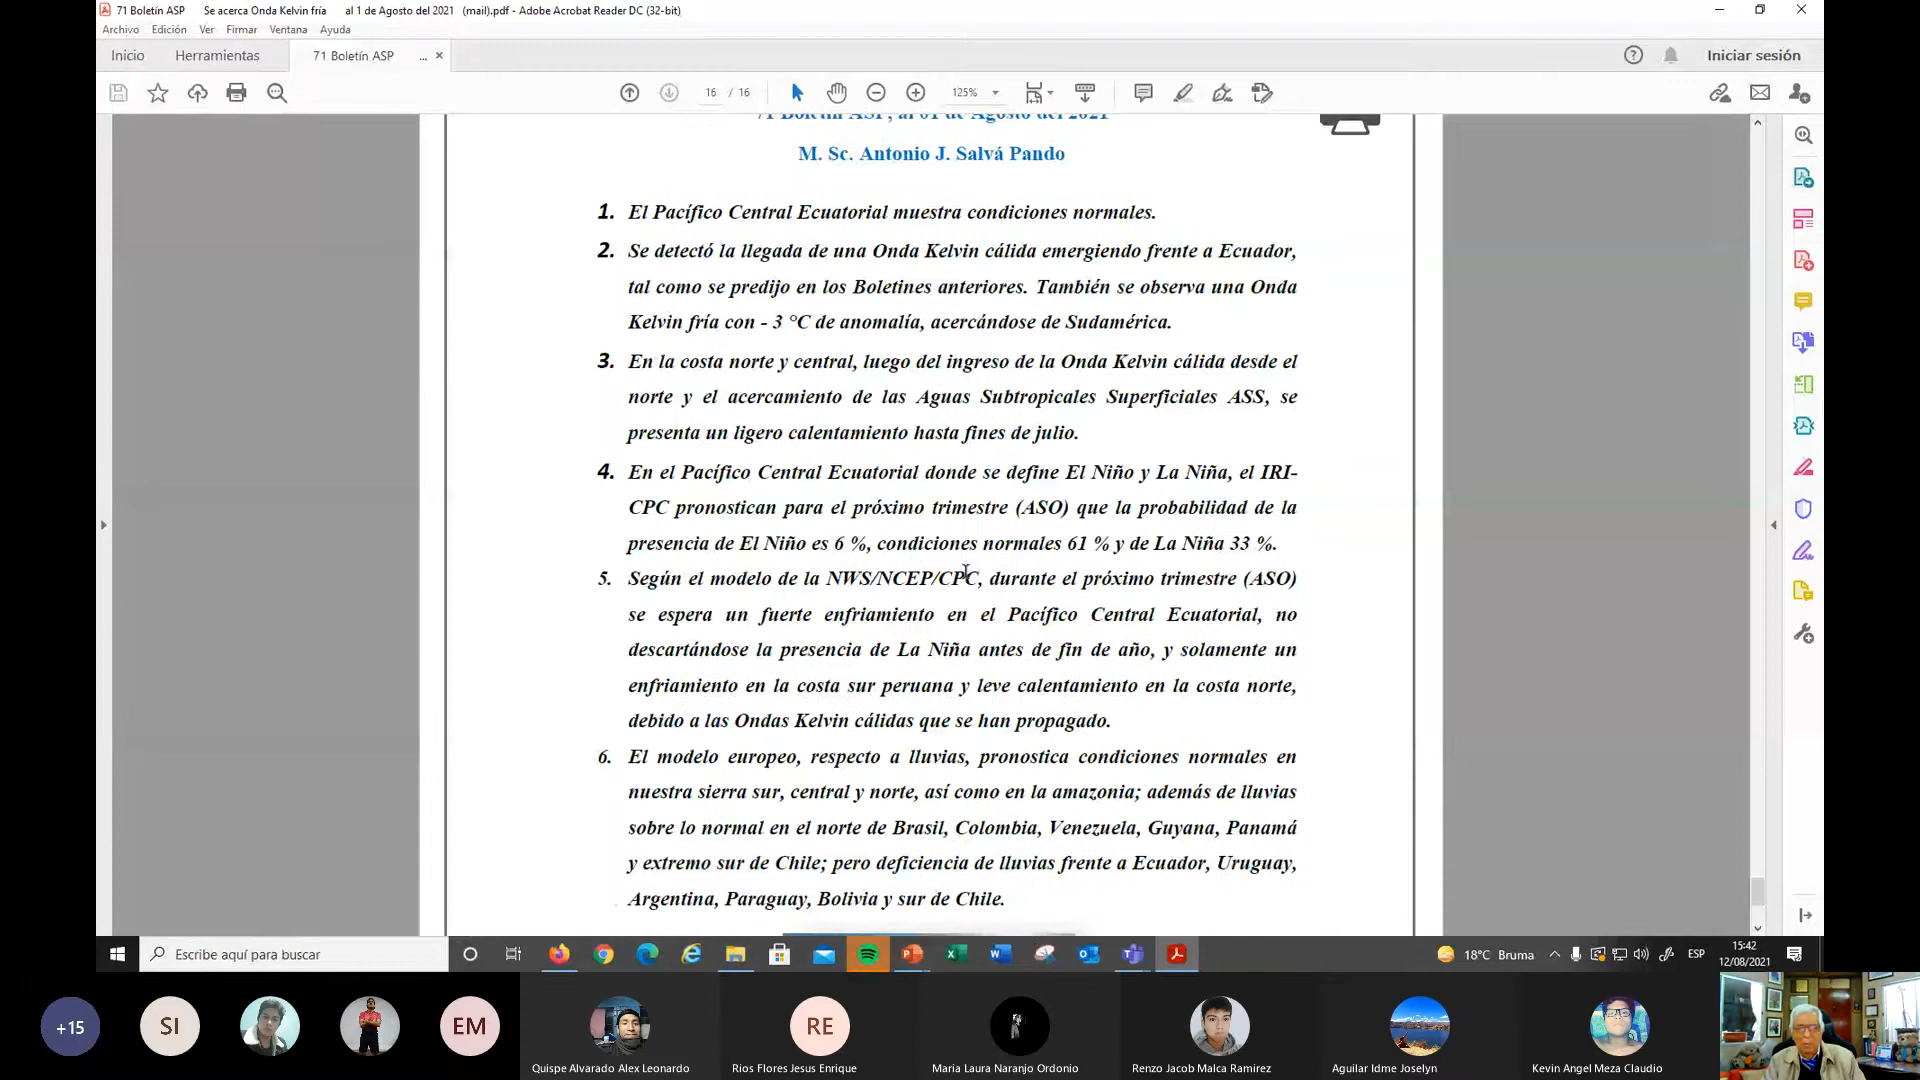 71 Boletín ASP     Se acerca Onda Kelvin fría     al 1 de Agosto del 2021   (mail).pdf - Adobe Acrobat Reader DC (32-bit)
Archivo   Edición   Ver   Firmar   Ventana   Ayuda
Inicio   Herramientas   71 Boletín ASP   ...   Iniciar sesión
16 / 16   125%
71 Boletín ASP, al 01 de Agosto del 2021
M. Sc. Antonio J. Salvá Pando
1. El Pacífico Central Ecuatorial muestra condiciones normales.
2. Se detectó la llegada de una Onda Kelvin cálida emergiendo frente a Ecuador,
tal como se predijo en los Boletines anteriores. También se observa una Onda
Kelvin fría con - 3 °C de anomalía, acercándose de Sudamérica.
3. En la costa norte y central, luego del ingreso de la Onda Kelvin cálida desde el
norte y el acercamiento de las Aguas Subtropicales Superficiales ASS, se
presenta un ligero calentamiento hasta fines de julio.
4. En el Pacífico Central Ecuatorial donde se define El Niño y La Niña, el IRI-
CPC pronostican para el próximo trimestre (ASO) que la probabilidad de la
presencia de El Niño es 6 %, condiciones normales 61 % y de La Niña 33 %.
5. Según el modelo de la NWS/NCEP/CPC, durante el próximo trimestre (ASO)
se espera un fuerte enfriamiento en el Pacífico Central Ecuatorial, no
descartándose la presencia de La Niña antes de fin de año, y solamente un
enfriamiento en la costa sur peruana y leve calentamiento en la costa norte,
debido a las Ondas Kelvin cálidas que se han propagado.
6. El modelo europeo, respecto a lluvias, pronostica condiciones normales en
nuestra sierra sur, central y norte, así como en la amazonia; además de lluvias
sobre lo normal en el norte de Brasil, Colombia, Venezuela, Guyana, Panamá
y extremo sur de Chile; pero deficiencia de lluvias frente a Ecuador, Uruguay,
Argentina, Paraguay, Bolivia y sur de Chile.
Escribe aquí para buscar   18°C Bruma   ESP   15:42
12/08/2021
+15   SI   EM   RE
Quispe Alvarado Alex Leonardo   Rios Flores Jesus Enrique   Maria Laura Naranjo Ordonio   Renzo Jacob Malca Ramirez   Aguilar Idme Joselyn   Kevin Angel Meza Claudio